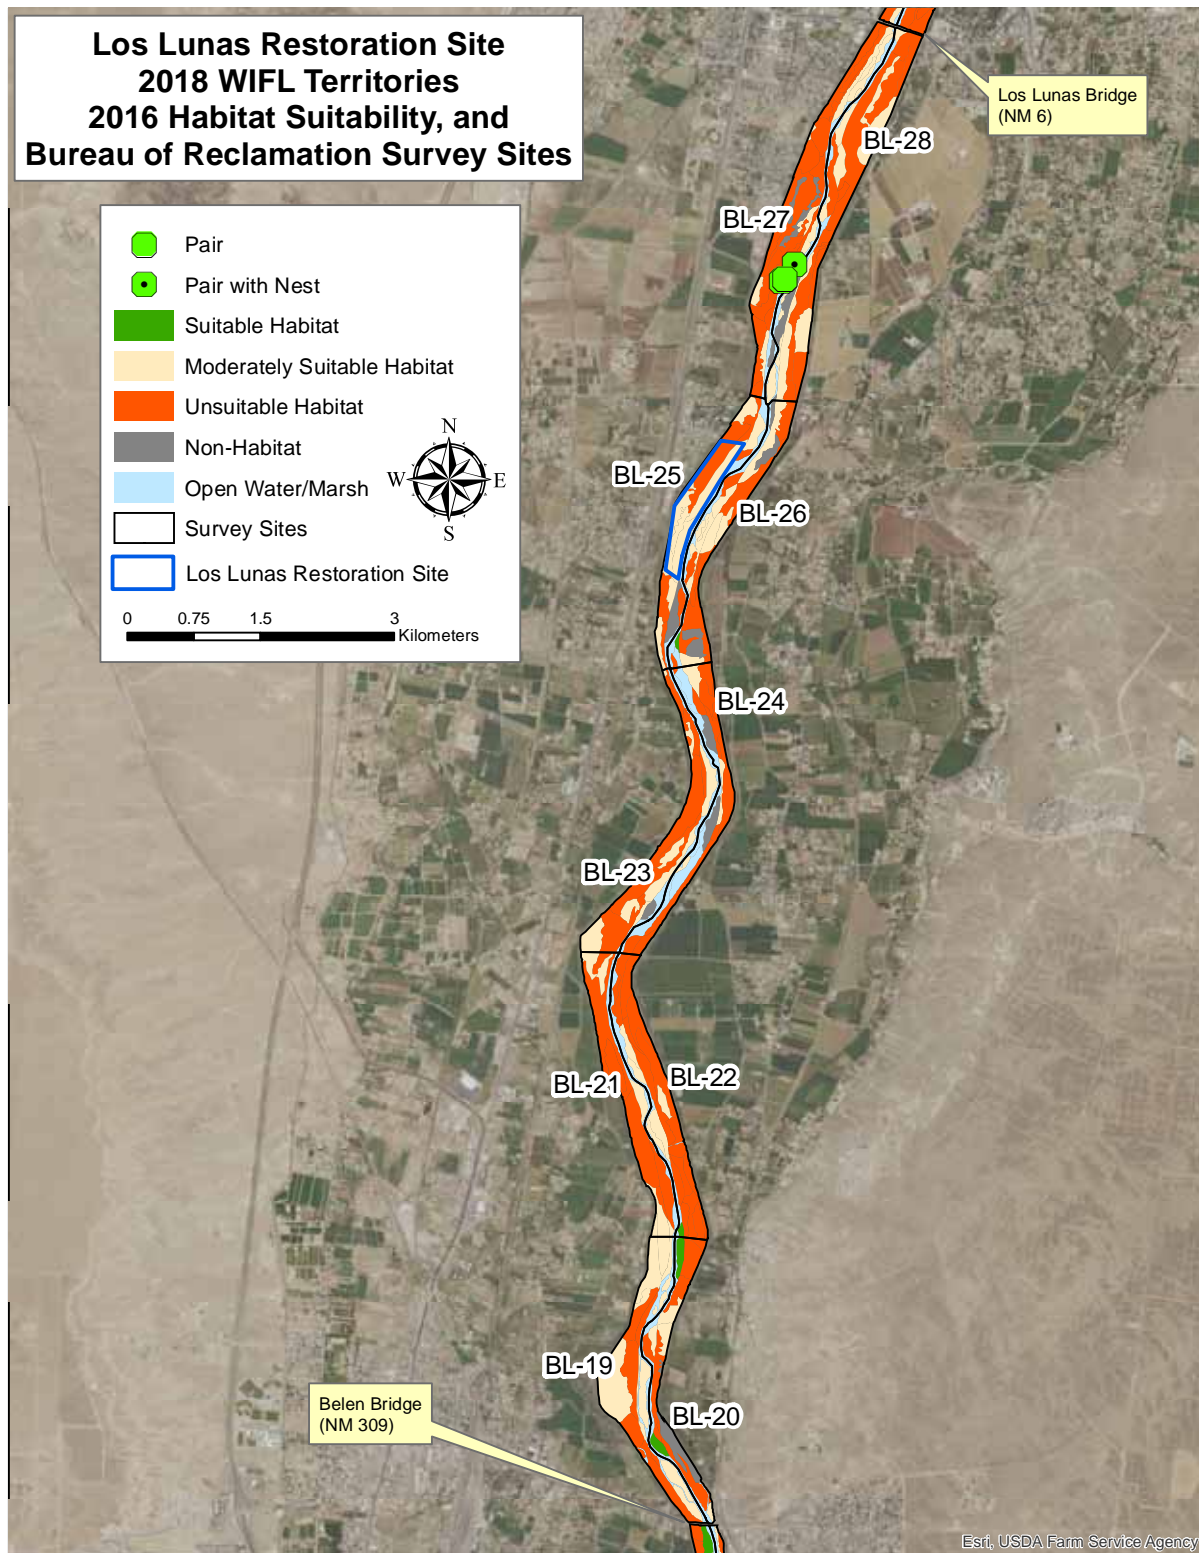 Los Lunas Restoration Site
2018 WIFL Territories
2016 Habitat Suitability, and
Bureau of Reclamation Survey Sites
Los Lunas Bridge
(NM 6)
BL-28
BL-27
Pair
Pair with Nest
Suitable Habitat
Moderately Suitable Habitat
Unsuitable Habitat
Non-Habitat
Open Water/Marsh
Survey Sites
Los Lunas Restoration Site
N
W
E
S
0
0.75
1.5
3
Kilometers
BL-25
BL-26
BL-24
BL-23
BL-21
BL-22
BL-19
BL-20
Belen Bridge
(NM 309)
Esri, USDA Farm Service Agency